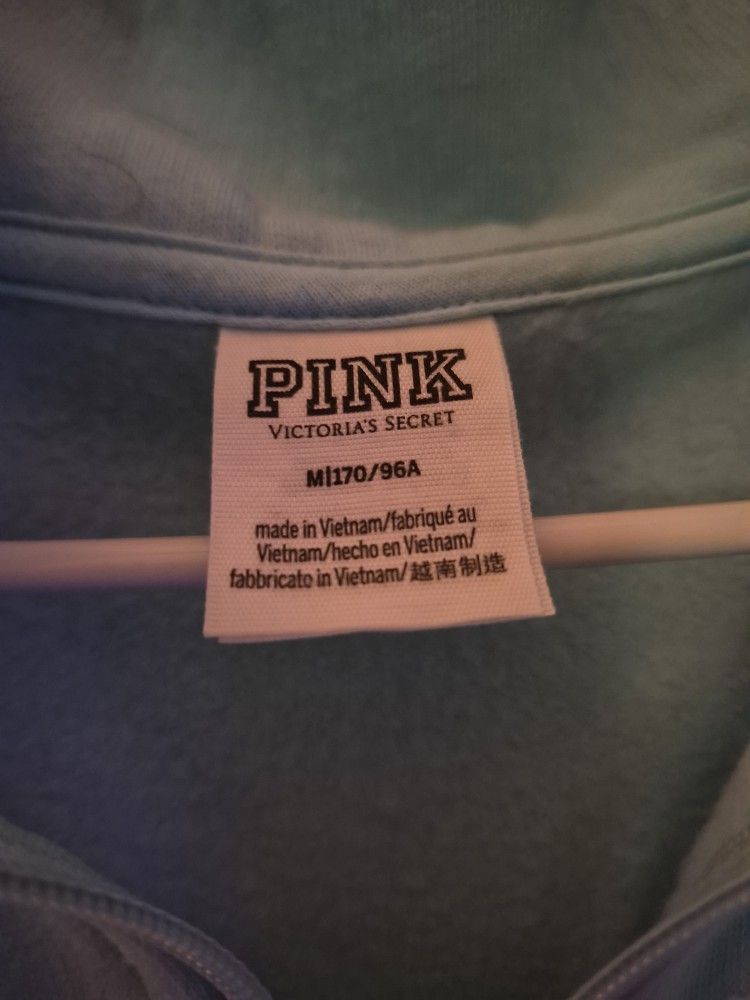 PINK
VICTORIA'S SECRET
M|170/96A
made in Vietnam/fabriqué au
Vietnam/hecho en Vietnam/
fabbricato in Vietnam/越南制造